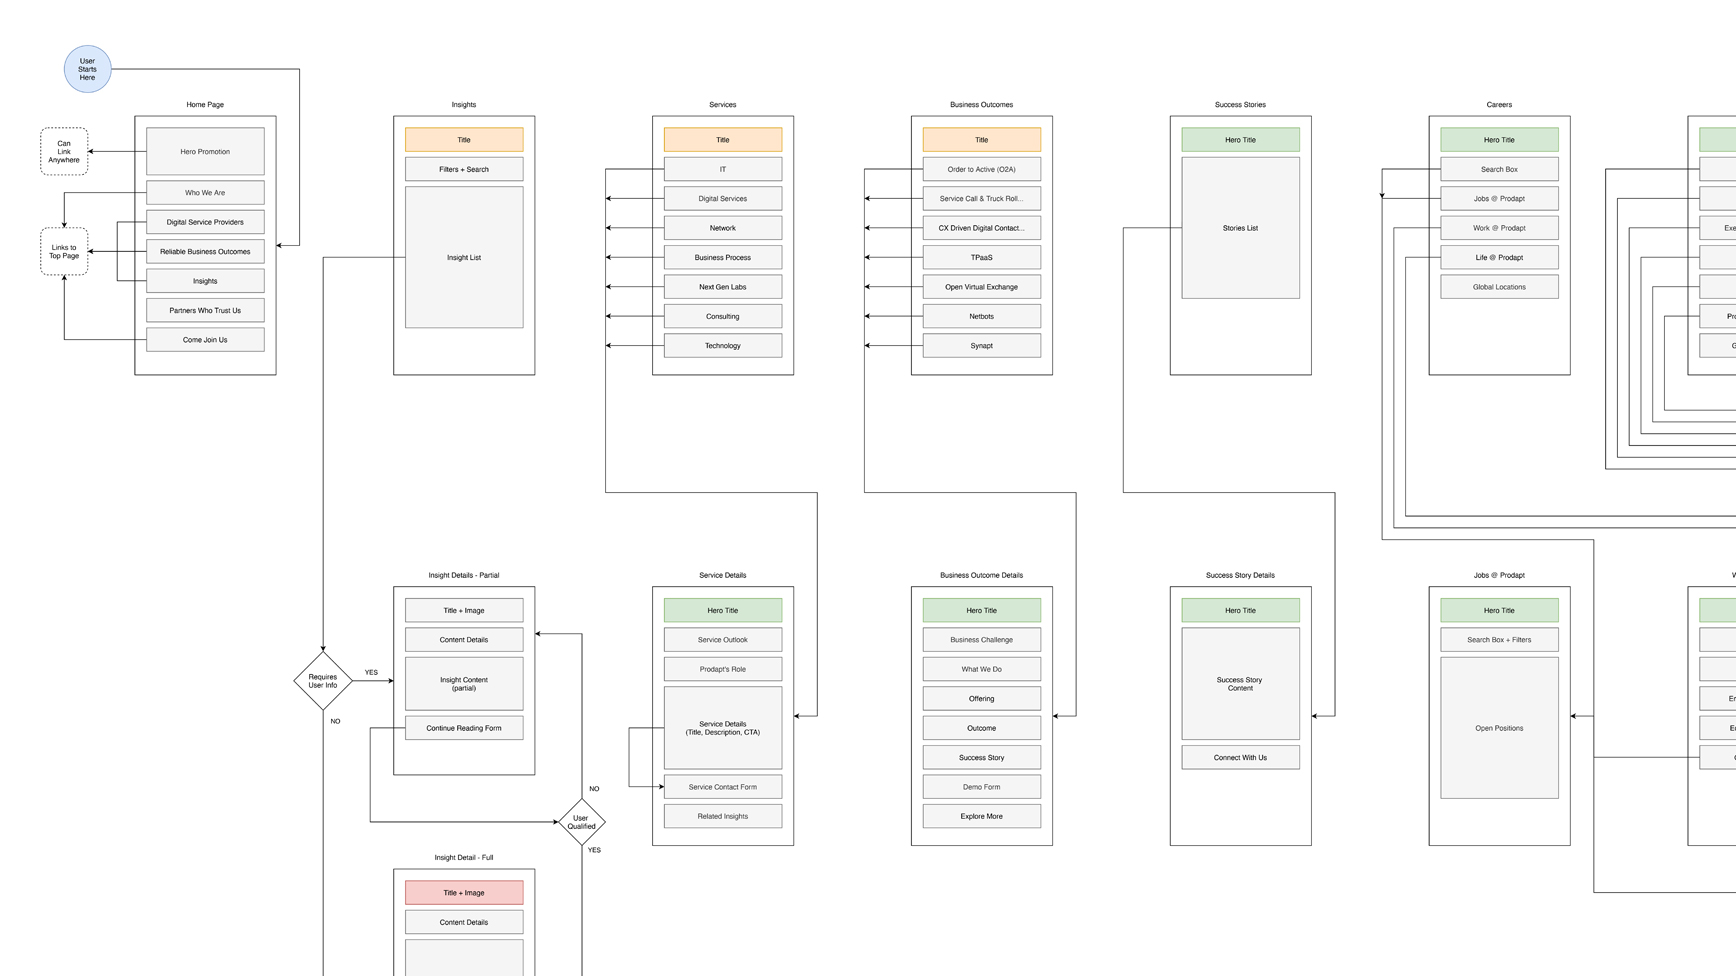 User
Starts
Here
Home Page
Can
Link
Anywhere
Hero Promotion
Who We Are
Digital Service Providers
Links to
Top Page
Reliable Business Outcomes
Insights
Partners Who Trust Us
Come Join Us
Insights
Title
Filters + Search
Insight List
Services
Title
IT
Digital Services
Network
Business Process
Next Gen Labs
Consulting
Technology
Business Outcomes
Title
Order to Active (O2A)
Service Call & Truck Roll...
CX Driven Digital Contact...
TPaaS
Open Virtual Exchange
Netbots
Synapt
Success Stories
Hero Title
Stories List
Careers
Hero Title
Search Box
Jobs @ Prodapt
Work @ Prodapt
Life @ Prodapt
Global Locations
Requires
User Info
YES
NO
Insight Details - Partial
Title + Image
Content Details
Insight Content
(partial)
Continue Reading Form
NO
User
Qualified
YES
Insight Detail - Full
Title + Image
Content Details
Service Details
Hero Title
Service Outlook
Prodapt's Role
Service Details
(Title, Description, CTA)
Service Contact Form
Related Insights
Business Outcome Details
Hero Title
Business Challenge
What We Do
Offering
Outcome
Success Story
Demo Form
Explore More
Success Story Details
Hero Title
Success Story
Content
Connect With Us
Jobs @ Prodapt
Hero Title
Search Box + Filters
Open Positions